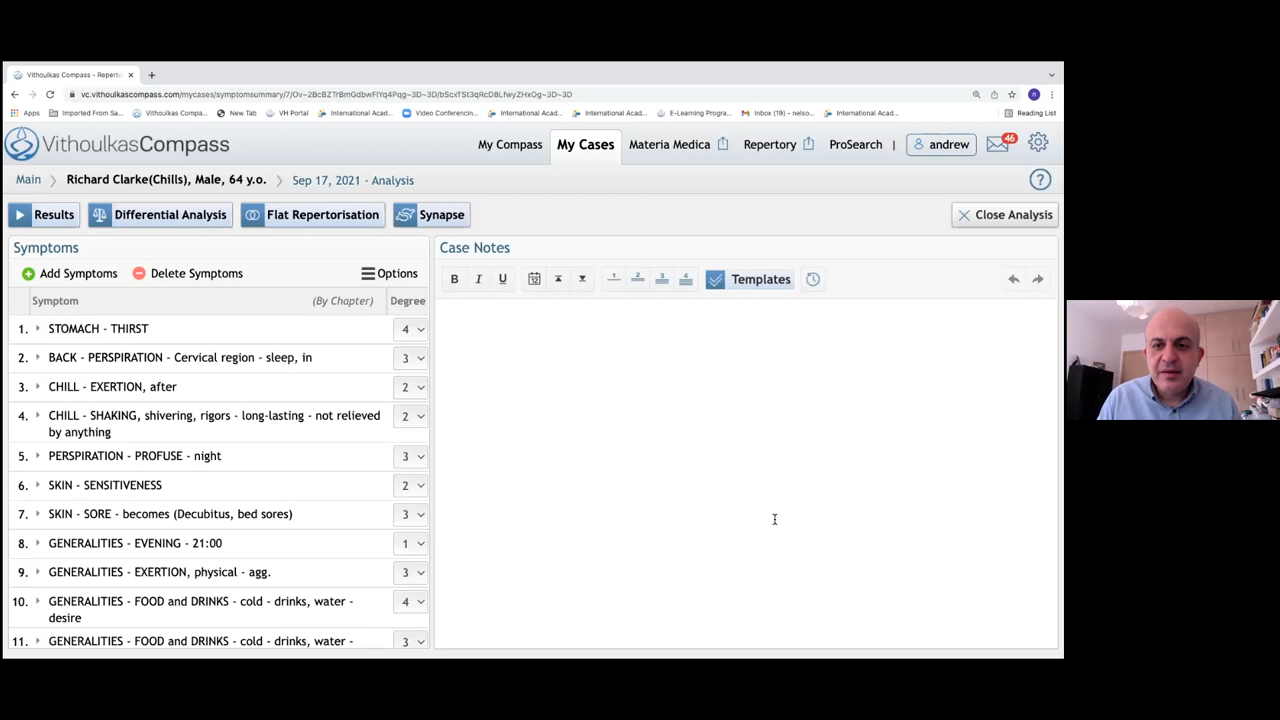 Vithoulkas Compass - Reperto
vc.vithoulkascompass.com/mycases/symptomsummary/7/Ov~2BcBZTrBmGdbwFlYq4Pqg~3D~3D/bScxTSt3qRcD8LfwyZHxOg~3D~3D
Apps Imported From Sa... Vithoulkas Compa... New Tab VH Portal International Acad... Video Conferencin... International Acad... International Acad... E-Learning Progra... Inbox (19) - nelso... International Acad... Reading List
VithoulkasCompass My Compass My Cases Materia Medica Repertory ProSearch andrew 46
Main Richard Clarke(Chills), Male, 64 y.o. Sep 17, 2021 - Analysis ?
Results Differential Analysis Flat Repertorisation Synapse Close Analysis
Symptoms
Add Symptoms Delete Symptoms Options
Symptom (By Chapter) Degree
1. STOMACH - THIRST 4
2. BACK - PERSPIRATION - Cervical region - sleep, in 3
3. CHILL - EXERTION, after 2
4. CHILL - SHAKING, shivering, rigors - long-lasting - not relieved 2
by anything
5. PERSPIRATION - PROFUSE - night 3
6. SKIN - SENSITIVENESS 2
7. SKIN - SORE - becomes (Decubitus, bed sores) 3
8. GENERALITIES - EVENING - 21:00 1
9. GENERALITIES - EXERTION, physical - agg. 3
10. GENERALITIES - FOOD and DRINKS - cold - drinks, water - 4
desire
11. GENERALITIES - FOOD and DRINKS - cold - drinks, water - 3
Case Notes
B I U 12 1 2 3 4 Templates